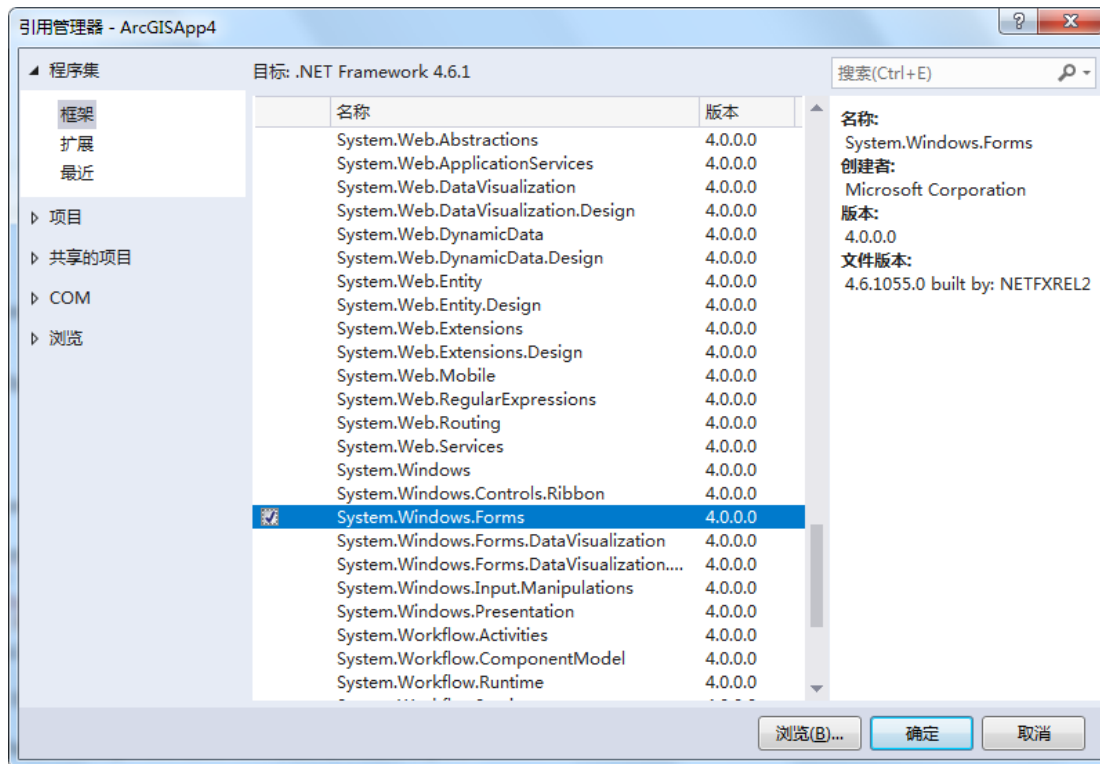 引用管理器 - ArcGISApp4
程序集
框架
扩展
最近
项目
共享的项目
COM
浏览
目标: .NET Framework 4.6.1
搜索(Ctrl+E)
名称 版本
System.Web.Abstractions 4.0.0.0
System.Web.ApplicationServices 4.0.0.0
System.Web.DataVisualization 4.0.0.0
System.Web.DataVisualization.Design 4.0.0.0
System.Web.DynamicData 4.0.0.0
System.Web.DynamicData.Design 4.0.0.0
System.Web.Entity 4.0.0.0
System.Web.Entity.Design 4.0.0.0
System.Web.Extensions 4.0.0.0
System.Web.Extensions.Design 4.0.0.0
System.Web.Mobile 4.0.0.0
System.Web.RegularExpressions 4.0.0.0
System.Web.Routing 4.0.0.0
System.Web.Services 4.0.0.0
System.Windows 4.0.0.0
System.Windows.Controls.Ribbon 4.0.0.0
System.Windows.Forms 4.0.0.0
System.Windows.Forms.DataVisualization 4.0.0.0
System.Windows.Forms.DataVisualization.... 4.0.0.0
System.Windows.Input.Manipulations 4.0.0.0
System.Windows.Presentation 4.0.0.0
System.Workflow.Activities 4.0.0.0
System.Workflow.ComponentModel 4.0.0.0
System.Workflow.Runtime 4.0.0.0
名称:
System.Windows.Forms
创建者:
Microsoft Corporation
版本:
4.0.0.0
文件版本:
4.6.1055.0 built by: NETFXREL2
浏览(B)... 确定 取消